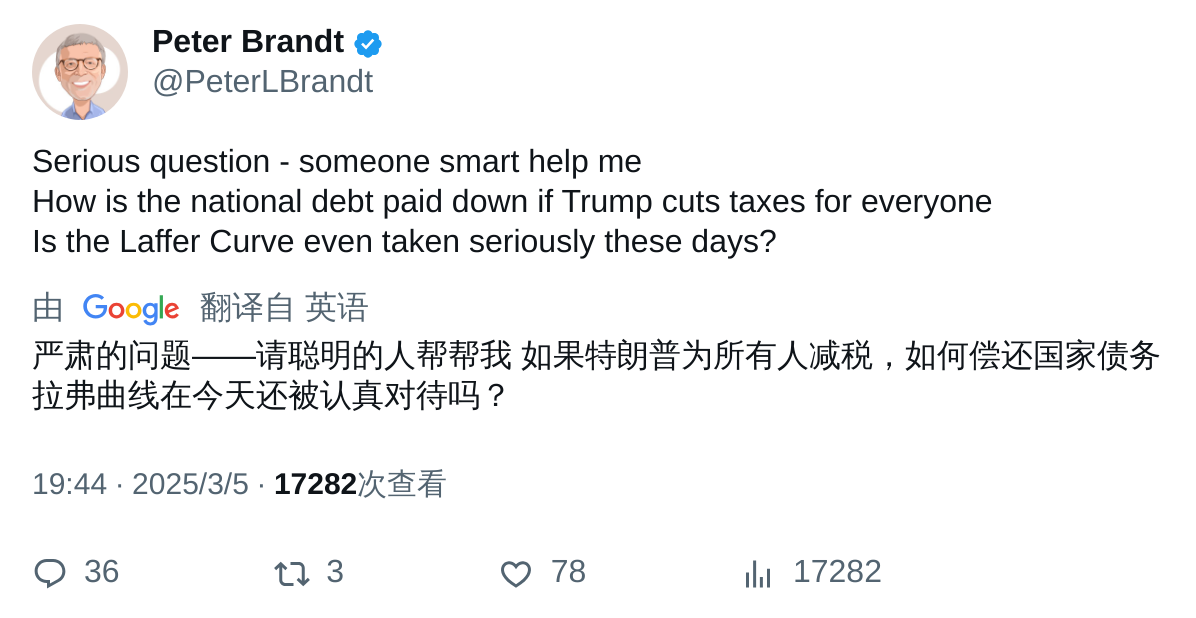 Peter Brandt
@PeterLBrandt
Serious question - someone smart help me
How is the national debt paid down if Trump cuts taxes for everyone
Is the Laffer Curve even taken seriously these days?
由 Google 翻译自 英语
严肃的问题——请聪明的人帮帮我 如果特朗普为所有人减税，如何偿还国家债务
拉弗曲线在今天还被认真对待吗？
19:44 · 2025/3/5 · 17282次查看
36 3 78 17282